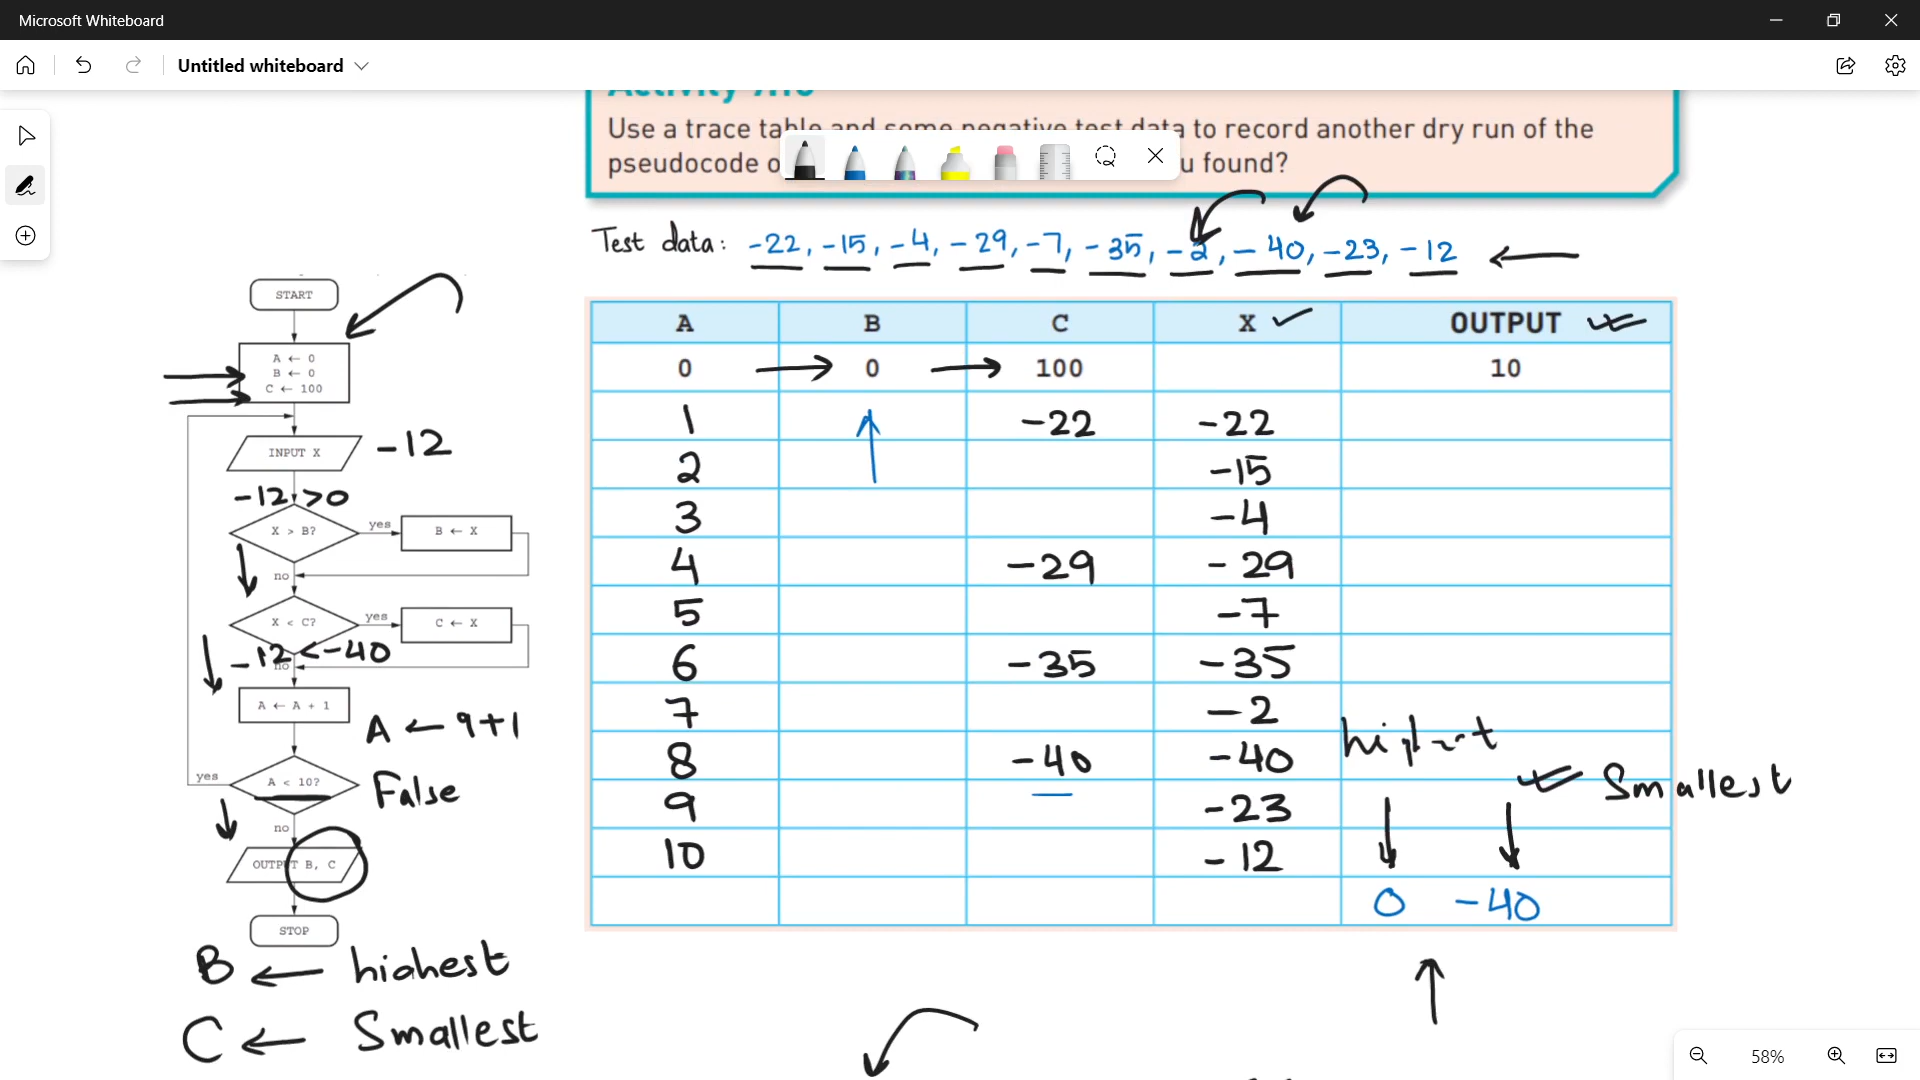 Microsoft Whiteboard
Untitled whiteboard
Use a trace table and some negative test data to record another dry run of the
pseudocode o
u found?
Test data: -22, -15, -4, -29, -7, -35, -2, -40, -23, -12
START
A ← 0
B ← 0
C ← 100
INPUT X
-12
-12 > 0
X > B?
yes
B ← X
no
X < C?
yes
C ← X
-12 < -40
no
A ← A + 1
A ← 9+1
yes
A < 10?
False
no
OUTPUT B, C
STOP
B ← highest
C ← Smallest
A B C X OUTPUT
0 0 100 10
1 -22 -22
2 -15
3 -4
4 -29 -29
5 -7
6 -35 -35
7 -2
8 -40 -40
9 -23
10 -12
Smallest
0 -40
58%